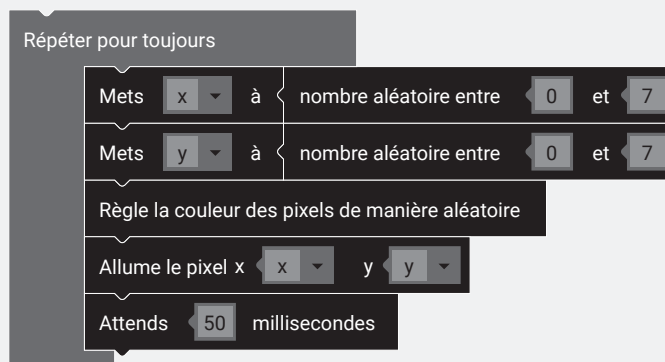 Répéter pour toujours
Mets x à nombre aléatoire entre 0 et 7
Mets y à nombre aléatoire entre 0 et 7
Règle la couleur des pixels de manière aléatoire
Allume le pixel x x y y
Attends 50 millisecondes